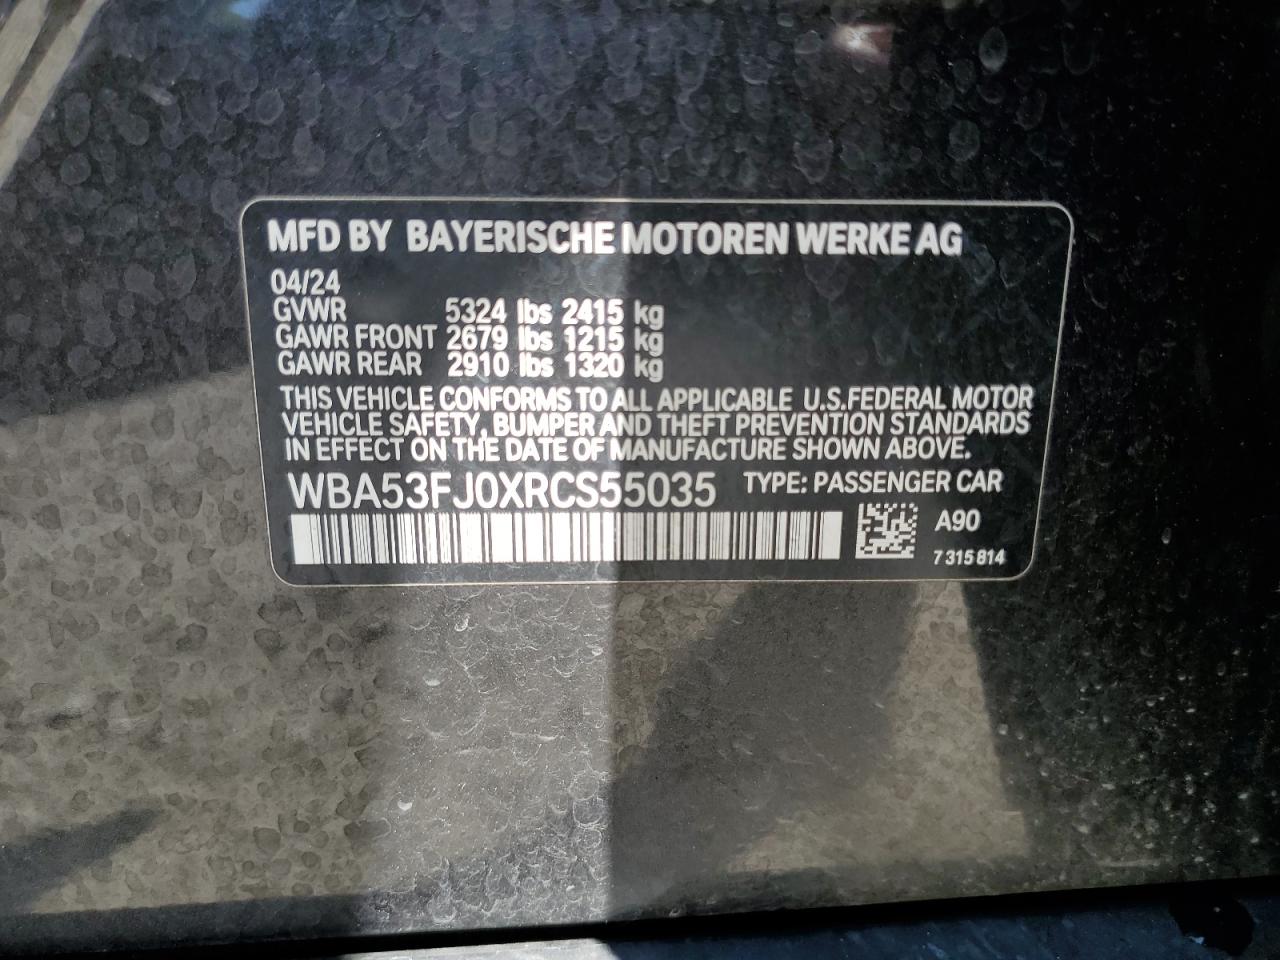 MFD BY BAYERISCHE MOTOREN WERKE AG
04/24
GVWR 5324 lbs 2415 kg
GAWR FRONT 2679 lbs 1215 kg
GAWR REAR 2910 lbs 1320 kg
THIS VEHICLE CONFORMS TO ALL APPLICABLE U.S.FEDERAL MOTOR
VEHICLE SAFETY, BUMPER AND THEFT PREVENTION STANDARDS
IN EFFECT ON THE DATE OF MANUFACTURE SHOWN ABOVE.
WBA53FJ0XRCS55035 TYPE: PASSENGER CAR
A90
7 315 814